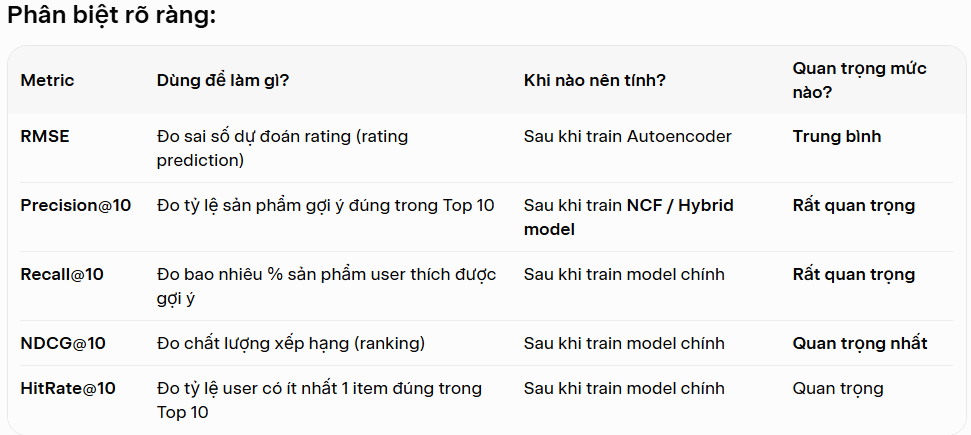 Phân biệt rõ ràng:
Metric Dùng để làm gì? Khi nào nên tính? Quan trọng mức nào?
RMSE Đo sai số dự đoán rating (rating prediction) Sau khi train Autoencoder Trung bình
Precision@10 Đo tỷ lệ sản phẩm gợi ý đúng trong Top 10 Sau khi train NCF / Hybrid model Rất quan trọng
Recall@10 Đo bao nhiêu % sản phẩm user thích được gợi ý Sau khi train model chính Rất quan trọng
NDCG@10 Đo chất lượng xếp hạng (ranking) Sau khi train model chính Quan trọng nhất
HitRate@10 Đo tỷ lệ user có ít nhất 1 item đúng trong Top 10 Sau khi train model chính Quan trọng